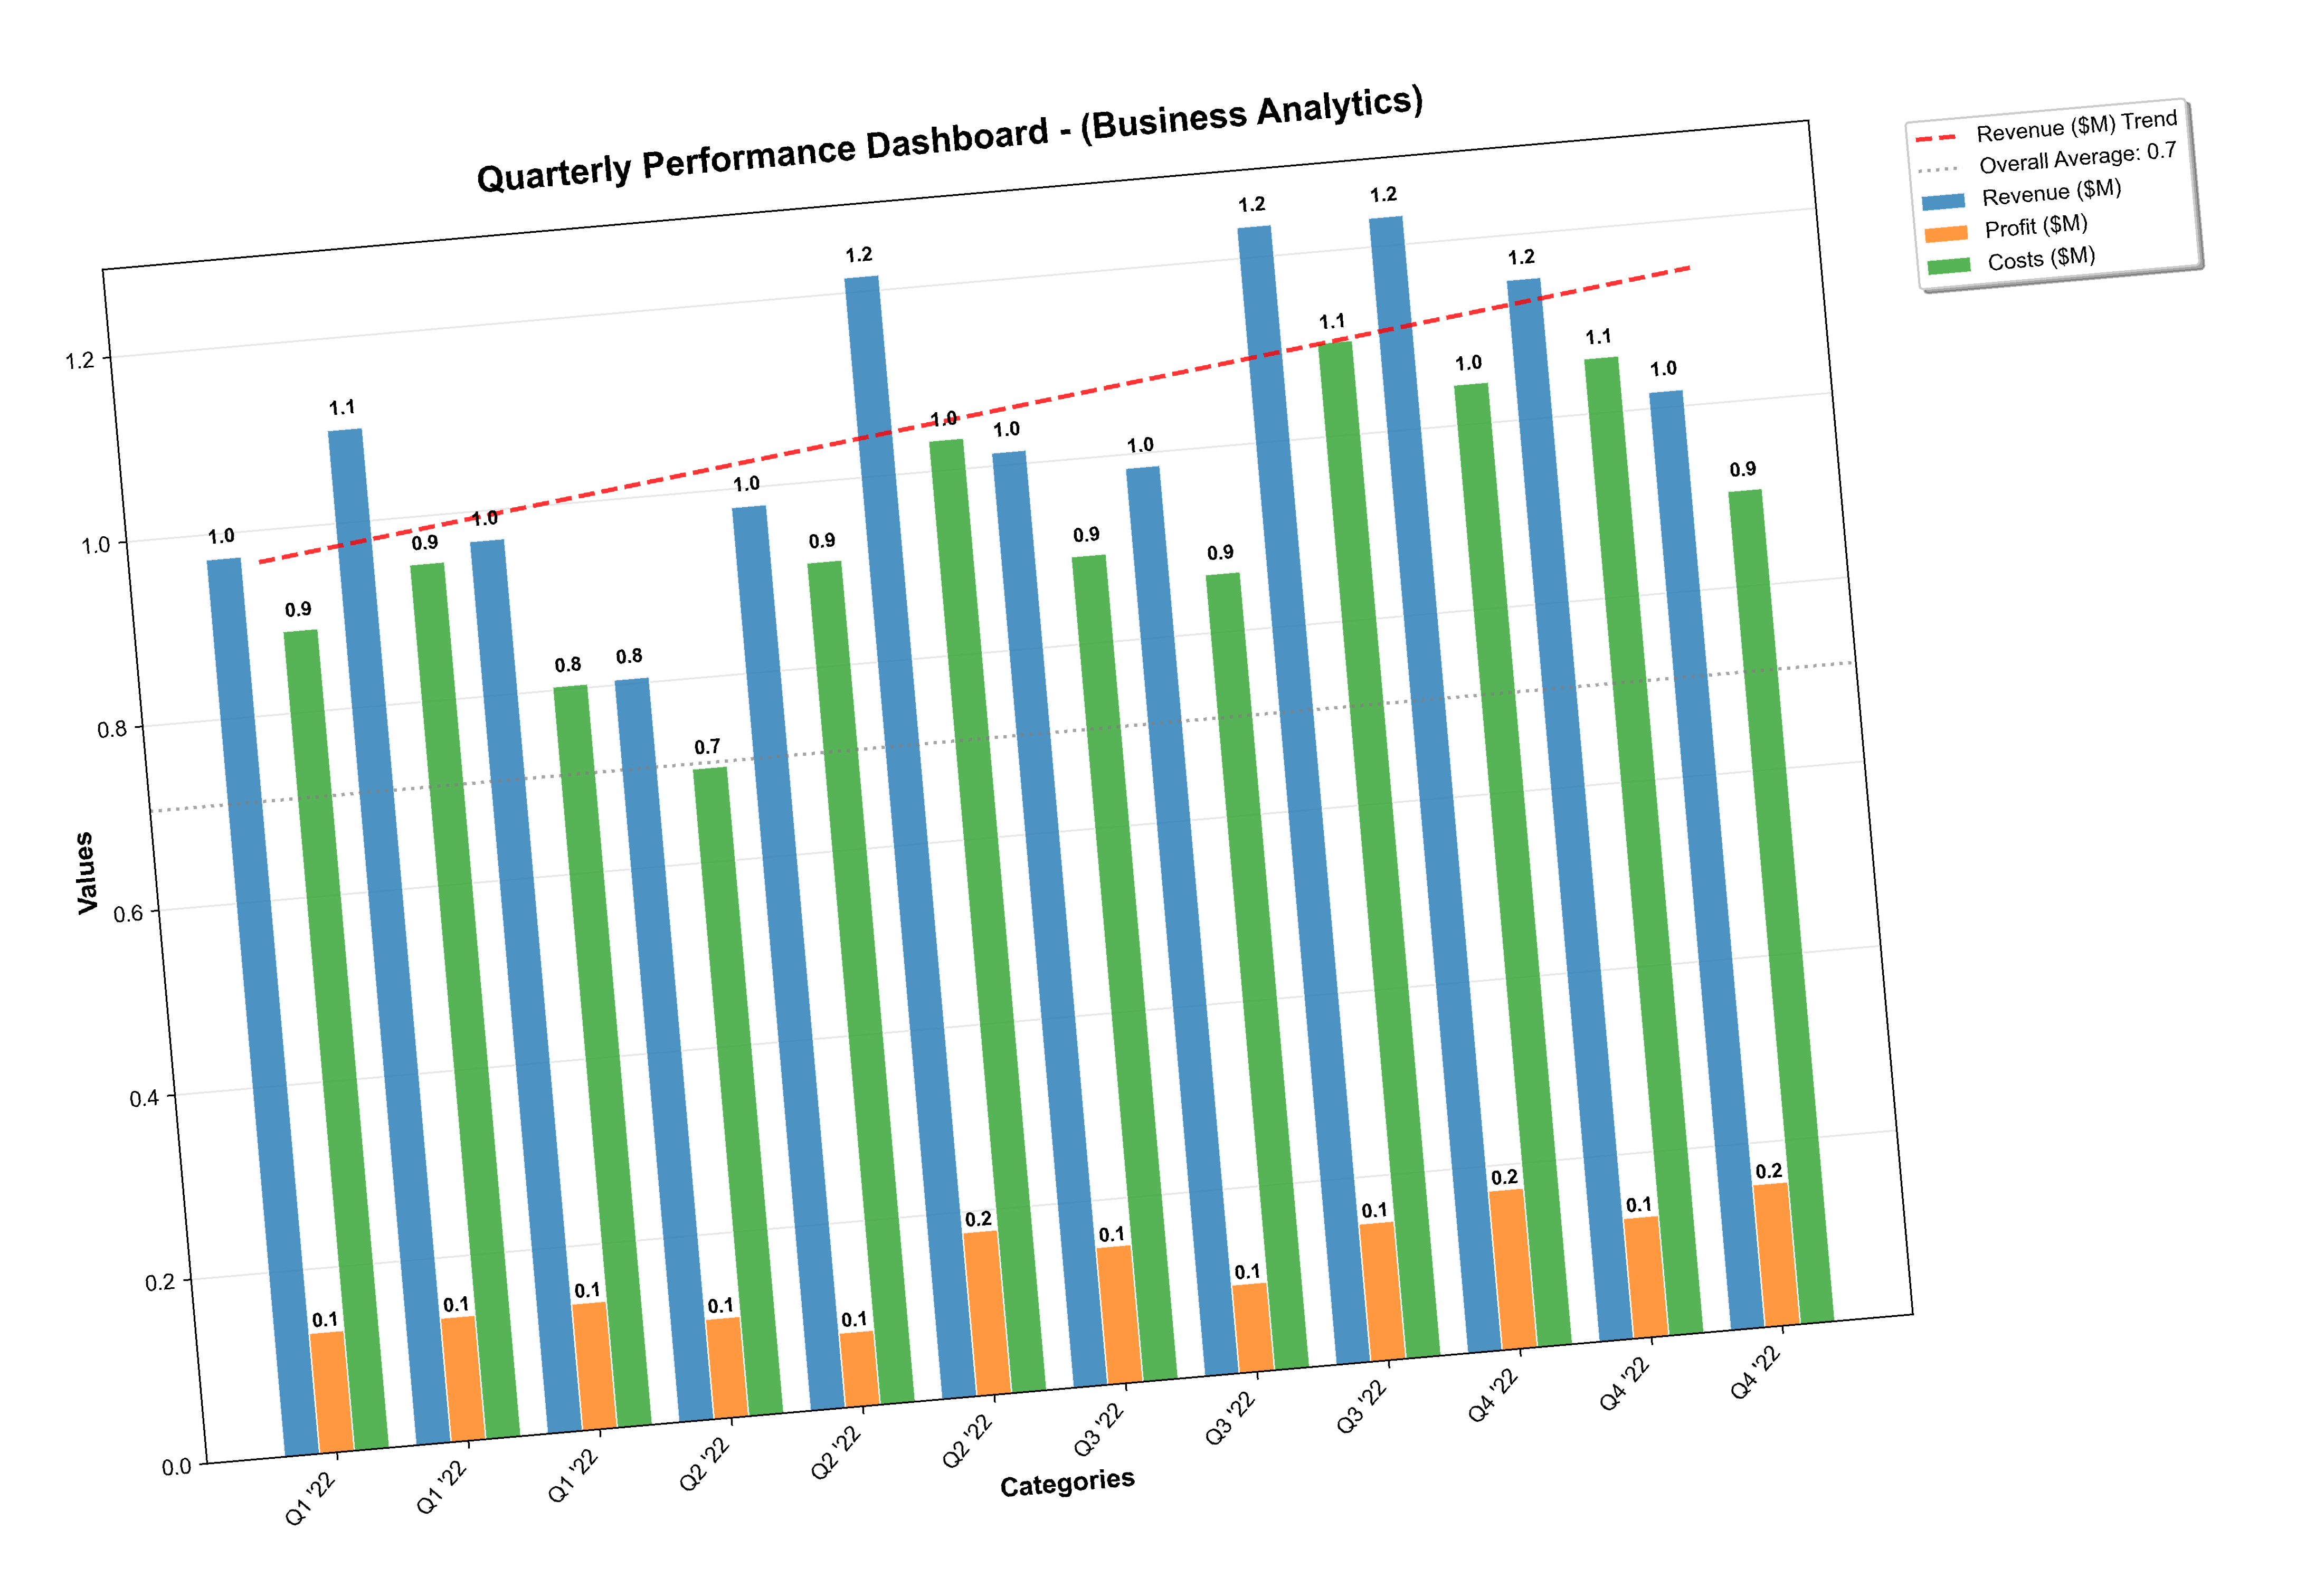 Quarterly Performance Dashboard - (Business Analytics)
Revenue ($M) Trend
Overall Average: 0.7
Revenue ($M)
Profit ($M)
Costs ($M)
Values
1.2
1.0
0.8
0.6
0.4
0.2
0.0
1.0
0.1
0.9
1.1
0.1
0.9
1.0
0.1
0.8
0.8
0.1
0.7
1.0
0.1
0.9
1.2
0.2
1.0
1.0
0.1
0.9
1.0
0.1
0.9
1.2
0.1
1.1
1.2
0.2
1.0
1.2
0.1
1.1
1.0
0.2
0.9
Q1 '22
Q1 '22
Q1 '22
Q2 '22
Q2 '22
Q2 '22
Q3 '22
Q3 '22
Q3 '22
Q4 '22
Q4 '22
Q4 '22
Categories